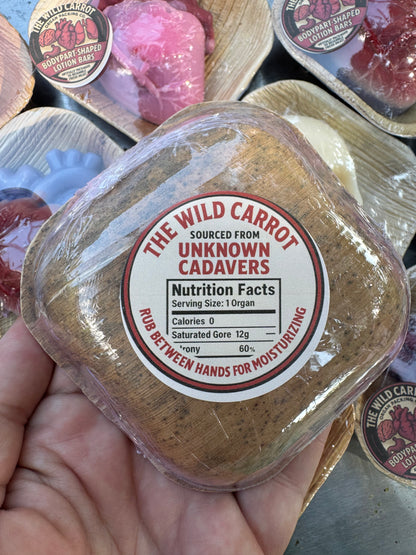 THE WILD CARROT
BODYPART-SHAPED
LOTION BARS
THE WILD CARROT
PACKING CO.
BODYPART-SHAPED
LOTION BARS
THE WILD CARROT
SOURCED FROM
UNKNOWN
CADAVERS
Nutrition Facts
Serving Size: 1 Organ
Calories 0
Saturated Gore 12g —
Irony 60%
RUB BETWEEN HANDS FOR MOISTURIZING
THE WILD CARROT
BODYPART-SHAPED
LOTION BARS